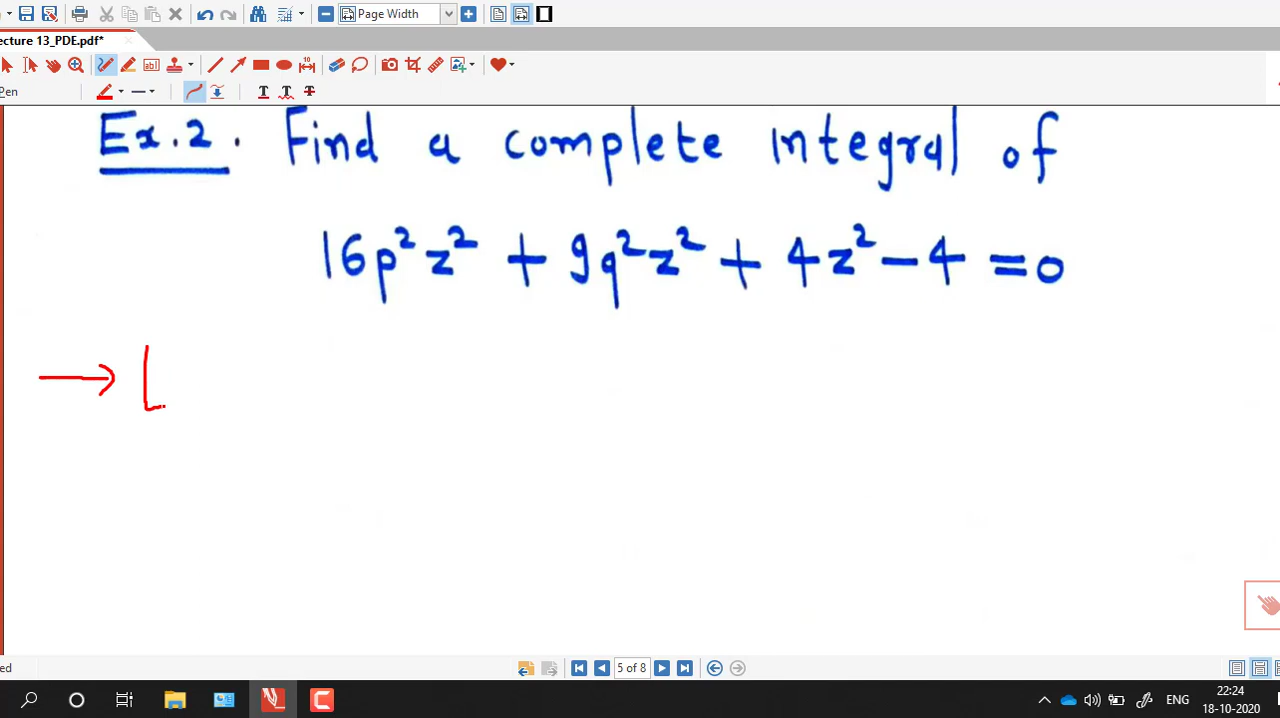 Page Width
ecture 13_PDE.pdf*
Pen
Ex.2. Find a complete integral of
16p²z² + 9q²z² + 4z² - 4 = 0
→ L
5 of 8
ed
ENG
22:24
18-10-2020